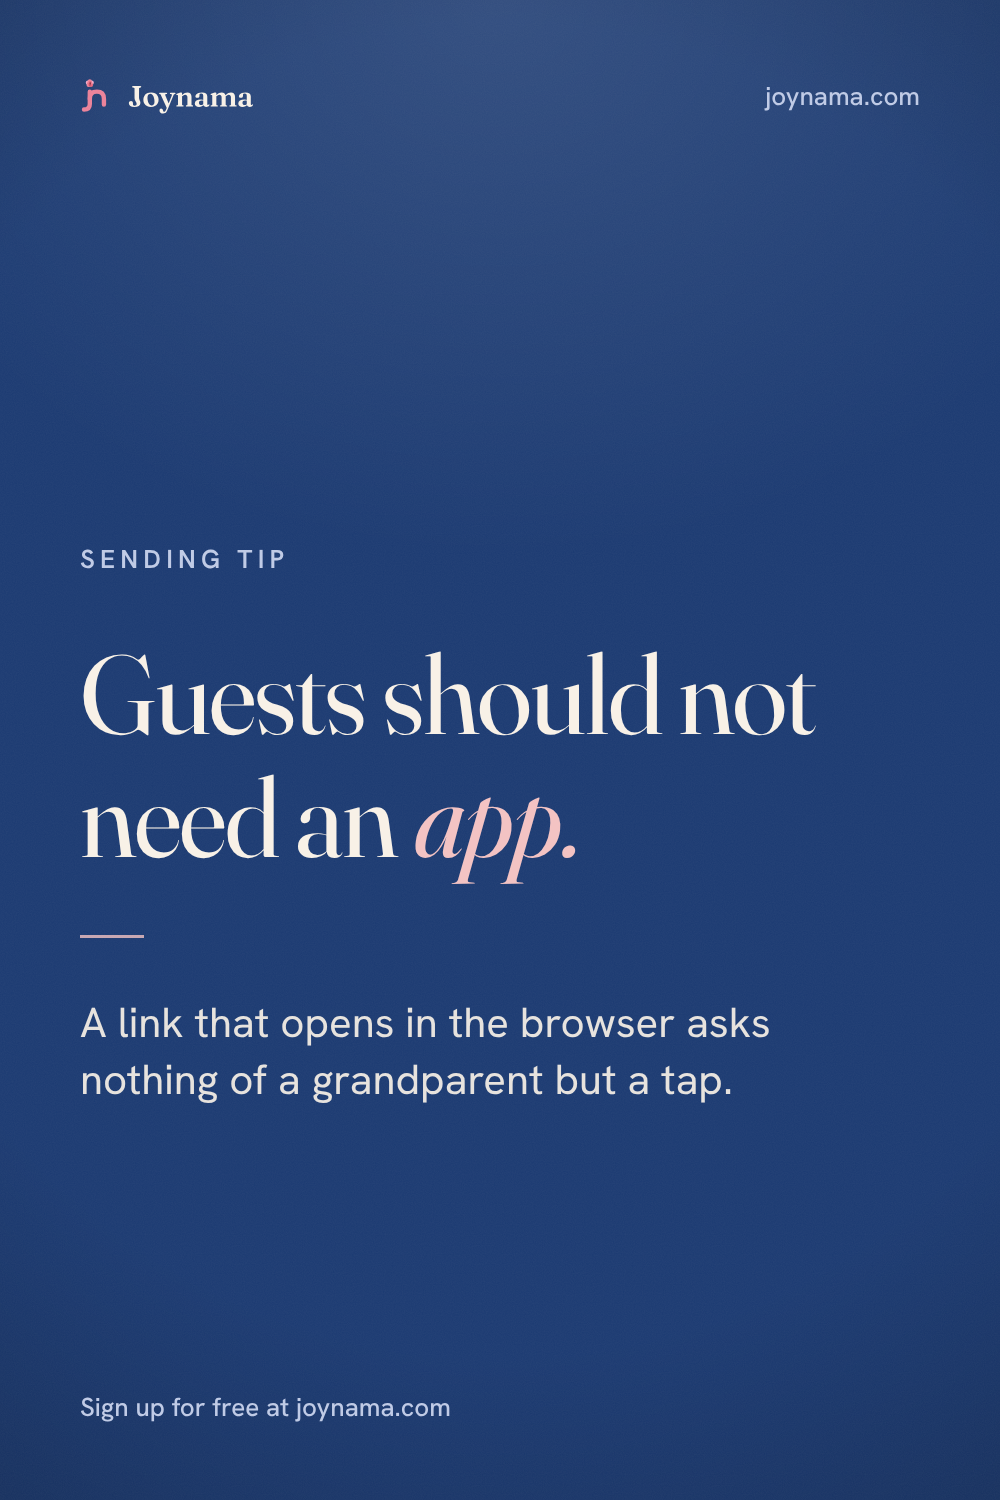 Joynama
joynama.com
SENDING TIP
Guests should not
need an app.
A link that opens in the browser asks
nothing of a grandparent but a tap.
Sign up for free at joynama.com